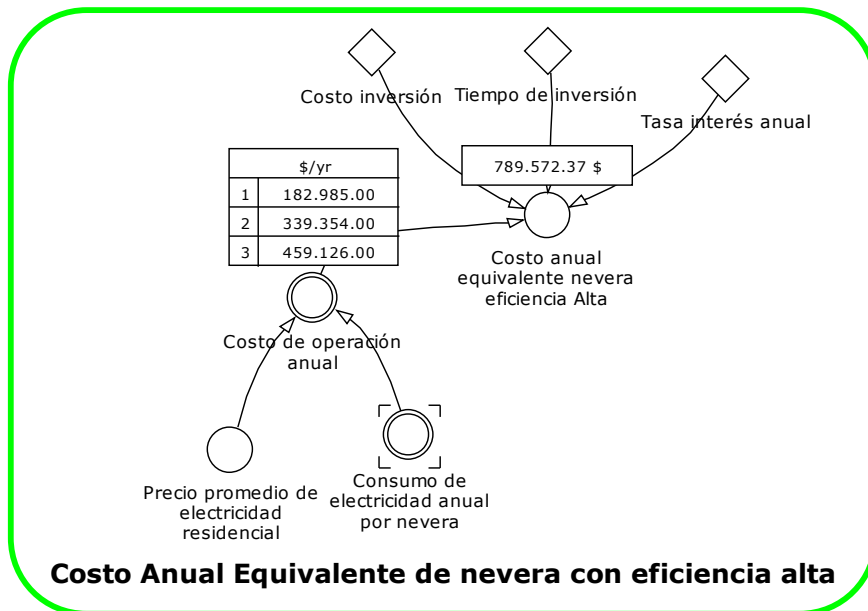 Costo inversión
Tiempo de inversión
Tasa interés anual
$/yr
1 182.985.00
2 339.354.00
3 459.126.00
789.572.37 $
Costo anual
equivalente nevera
eficiencia Alta
Costo de operación
anual
Precio promedio de
electricidad
residencial
Consumo de
electricidad anual
por nevera
Costo Anual Equivalente de nevera con eficiencia alta